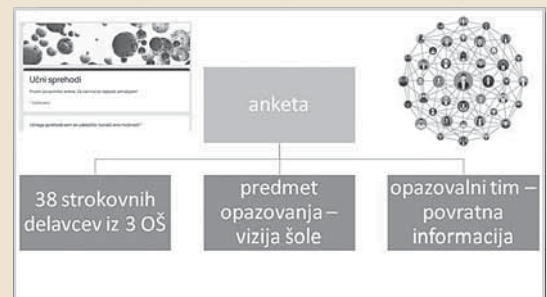 Učni sprehodi
anketa
38 strokovnih
delavcev iz 3 OŠ
predmet
opazovanja –
vizija šole
opazovalni tim –
povratna
informacija